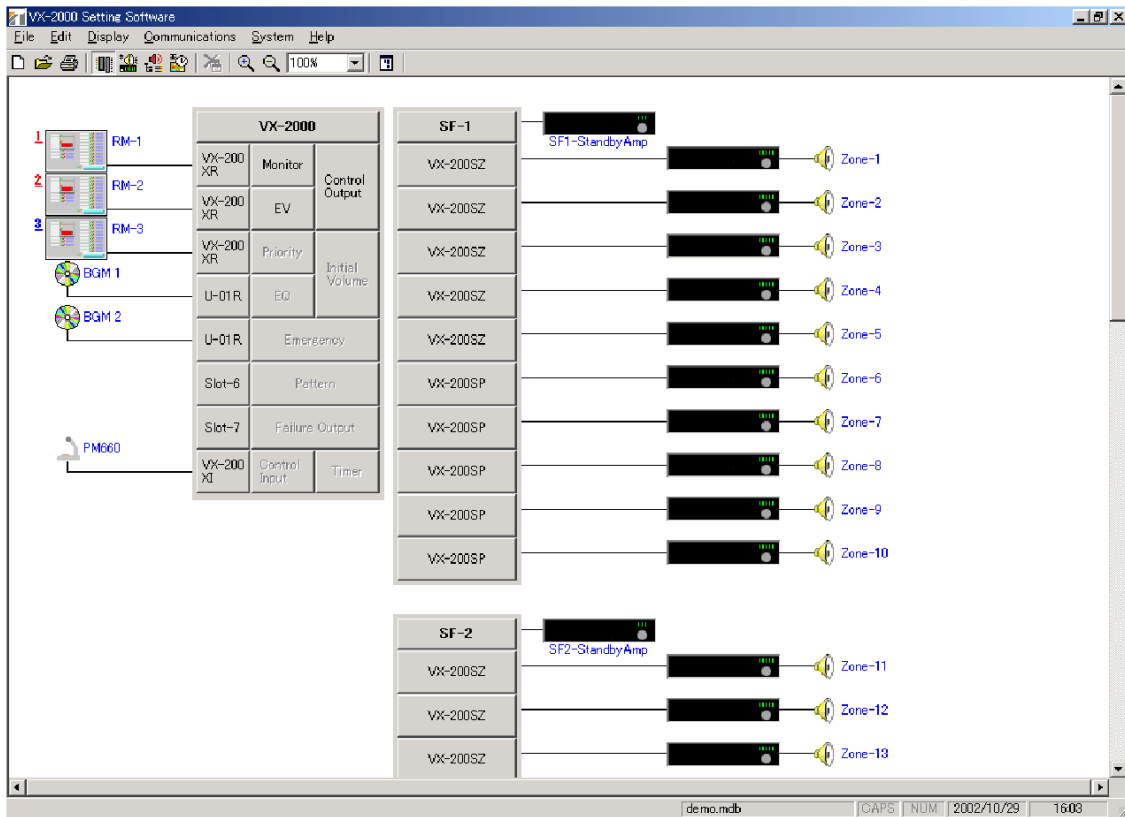 VX-2000 Setting Software
File Edit Display Communications System Help
100%
1
RM-1
2
RM-2
3
RM-3
BGM 1
BGM 2
PM660
VX-2000
VX-200 XR
Monitor
Control Output
VX-200 XR
EV
VX-200 XR
Priority
Initial Volume
U-01R
EQ
U-01R
Emergency
Slot-6
Pattern
Slot-7
Failure Output
VX-200 XI
Control Input
Timer
SF-1
SF1-StandbyAmp
VX-200SZ
Zone-1
VX-200SZ
Zone-2
VX-200SZ
Zone-3
VX-200SZ
Zone-4
VX-200SZ
Zone-5
VX-200SP
Zone-6
VX-200SP
Zone-7
VX-200SP
Zone-8
VX-200SP
Zone-9
VX-200SP
Zone-10
SF-2
SF2-StandbyAmp
VX-200SZ
Zone-11
VX-200SZ
Zone-12
VX-200SZ
Zone-13
demo.mdb
CAPS
NUM
2002/10/29
16:03